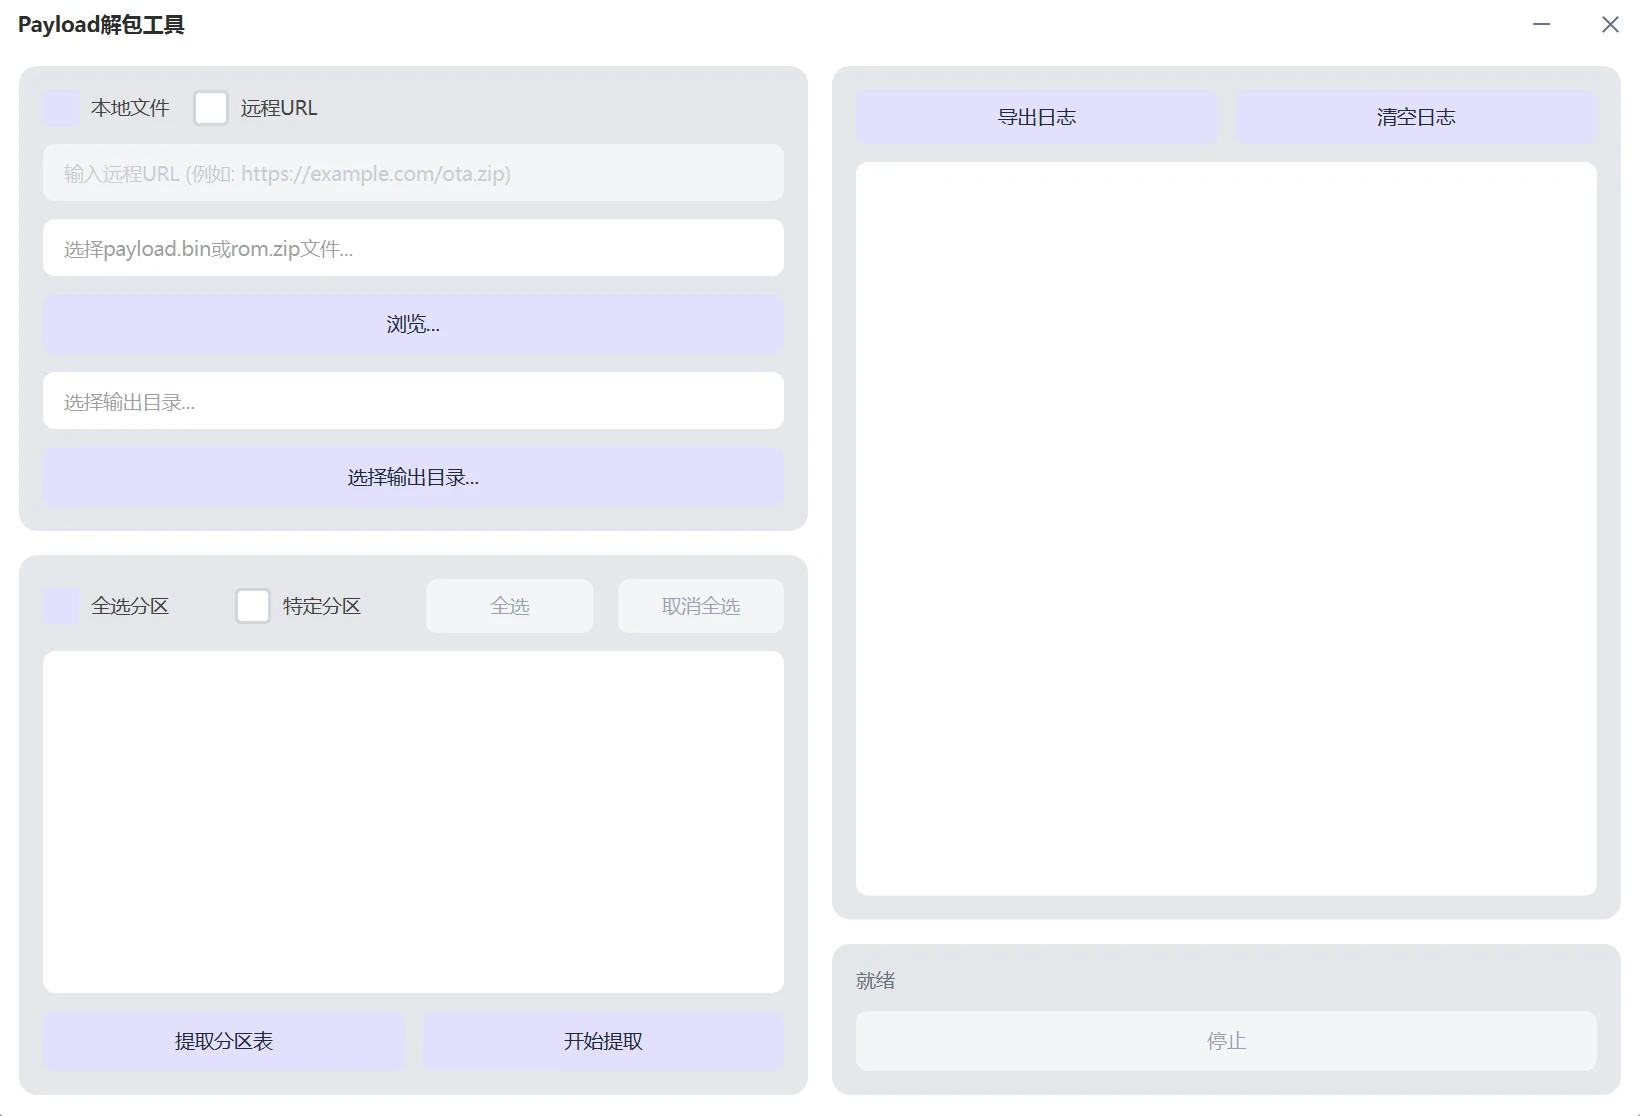 Payload解包工具
本地文件 远程URL
输入远程URL (例如: https://example.com/ota.zip)
选择payload.bin或rom.zip文件...
浏览...
选择输出目录...
选择输出目录...
全选分区 特定分区 全选 取消全选
提取分区表 开始提取
导出日志 清空日志
就绪
停止